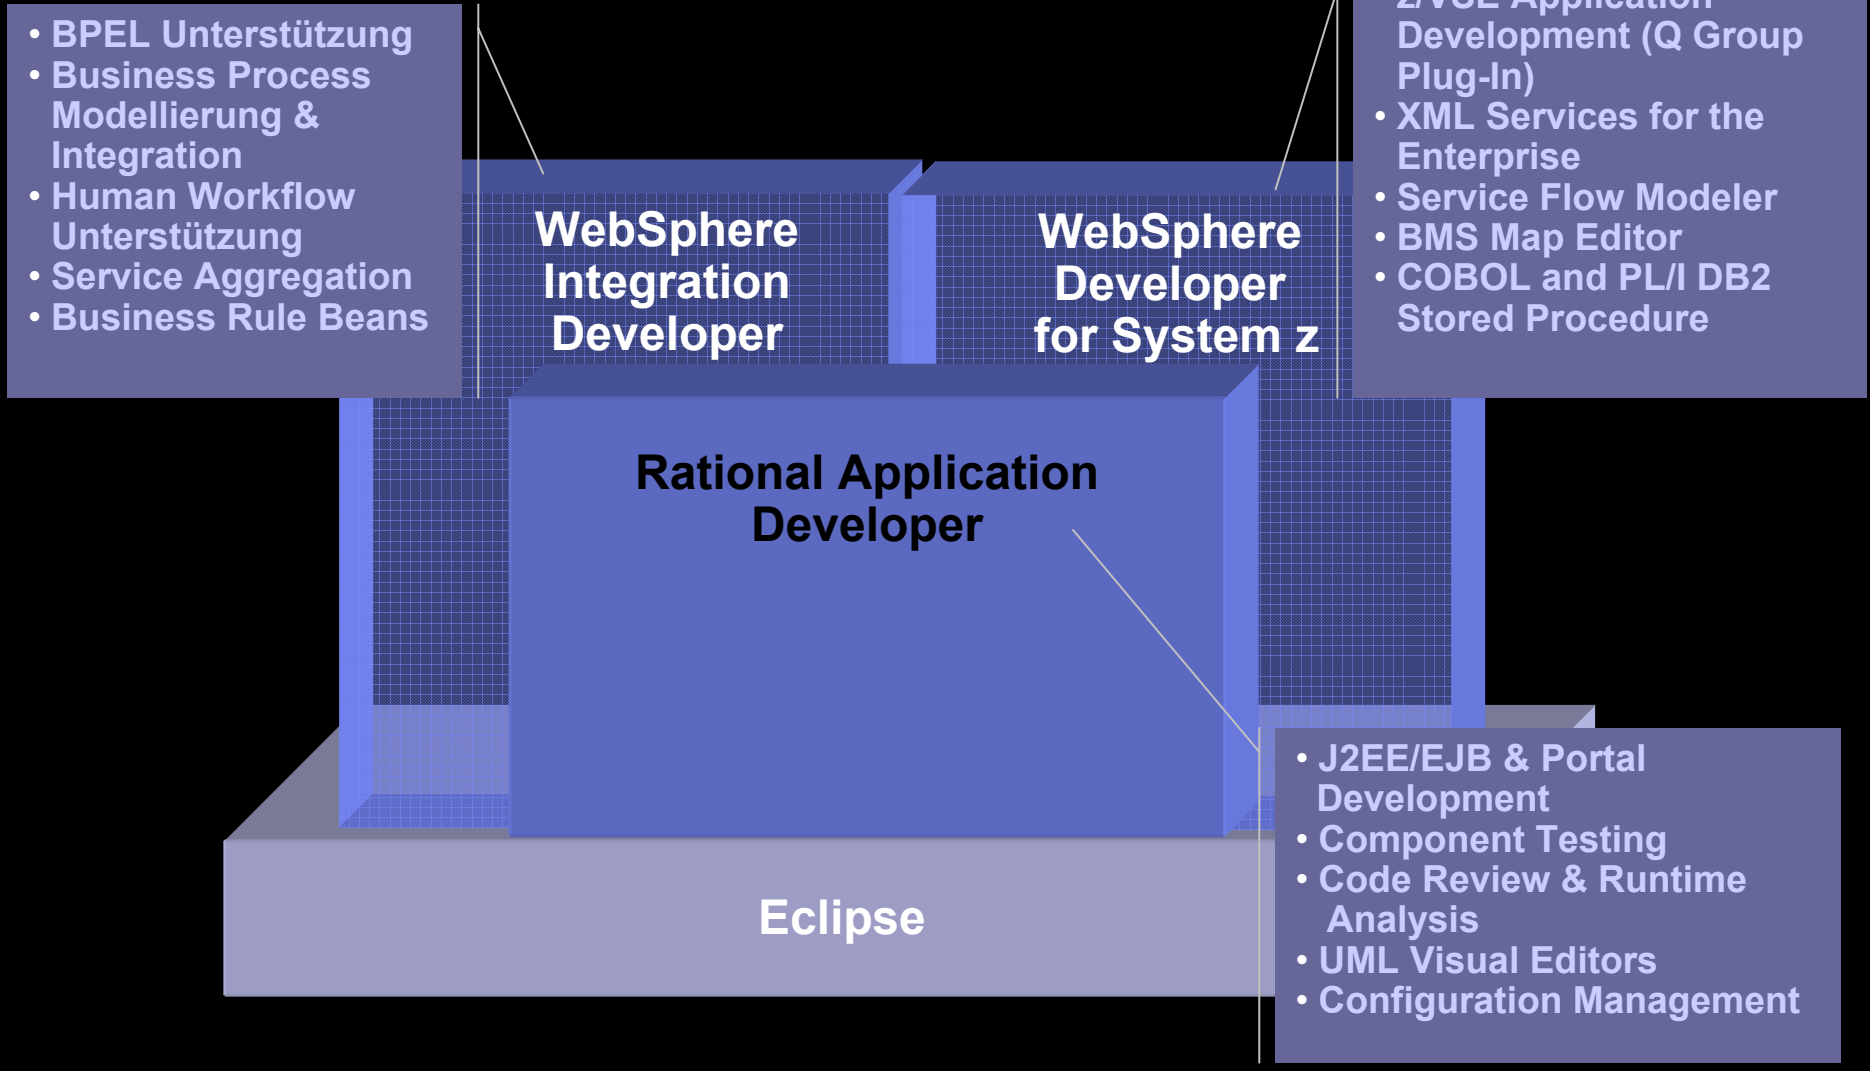 • BPEL Unterstützung
• Business Process
Modellierung &
Integration
• Human Workflow
Unterstützung
• Service Aggregation
• Business Rule Beans
z/VSE Application
Development (Q Group
Plug-In)
• XML Services for the
Enterprise
• Service Flow Modeler
• BMS Map Editor
• COBOL and PL/I DB2
Stored Procedure
WebSphere
Integration
Developer
WebSphere
Developer
for System z
Rational Application
Developer
• J2EE/EJB & Portal
Development
• Component Testing
• Code Review & Runtime
Analysis
• UML Visual Editors
• Configuration Management
Eclipse